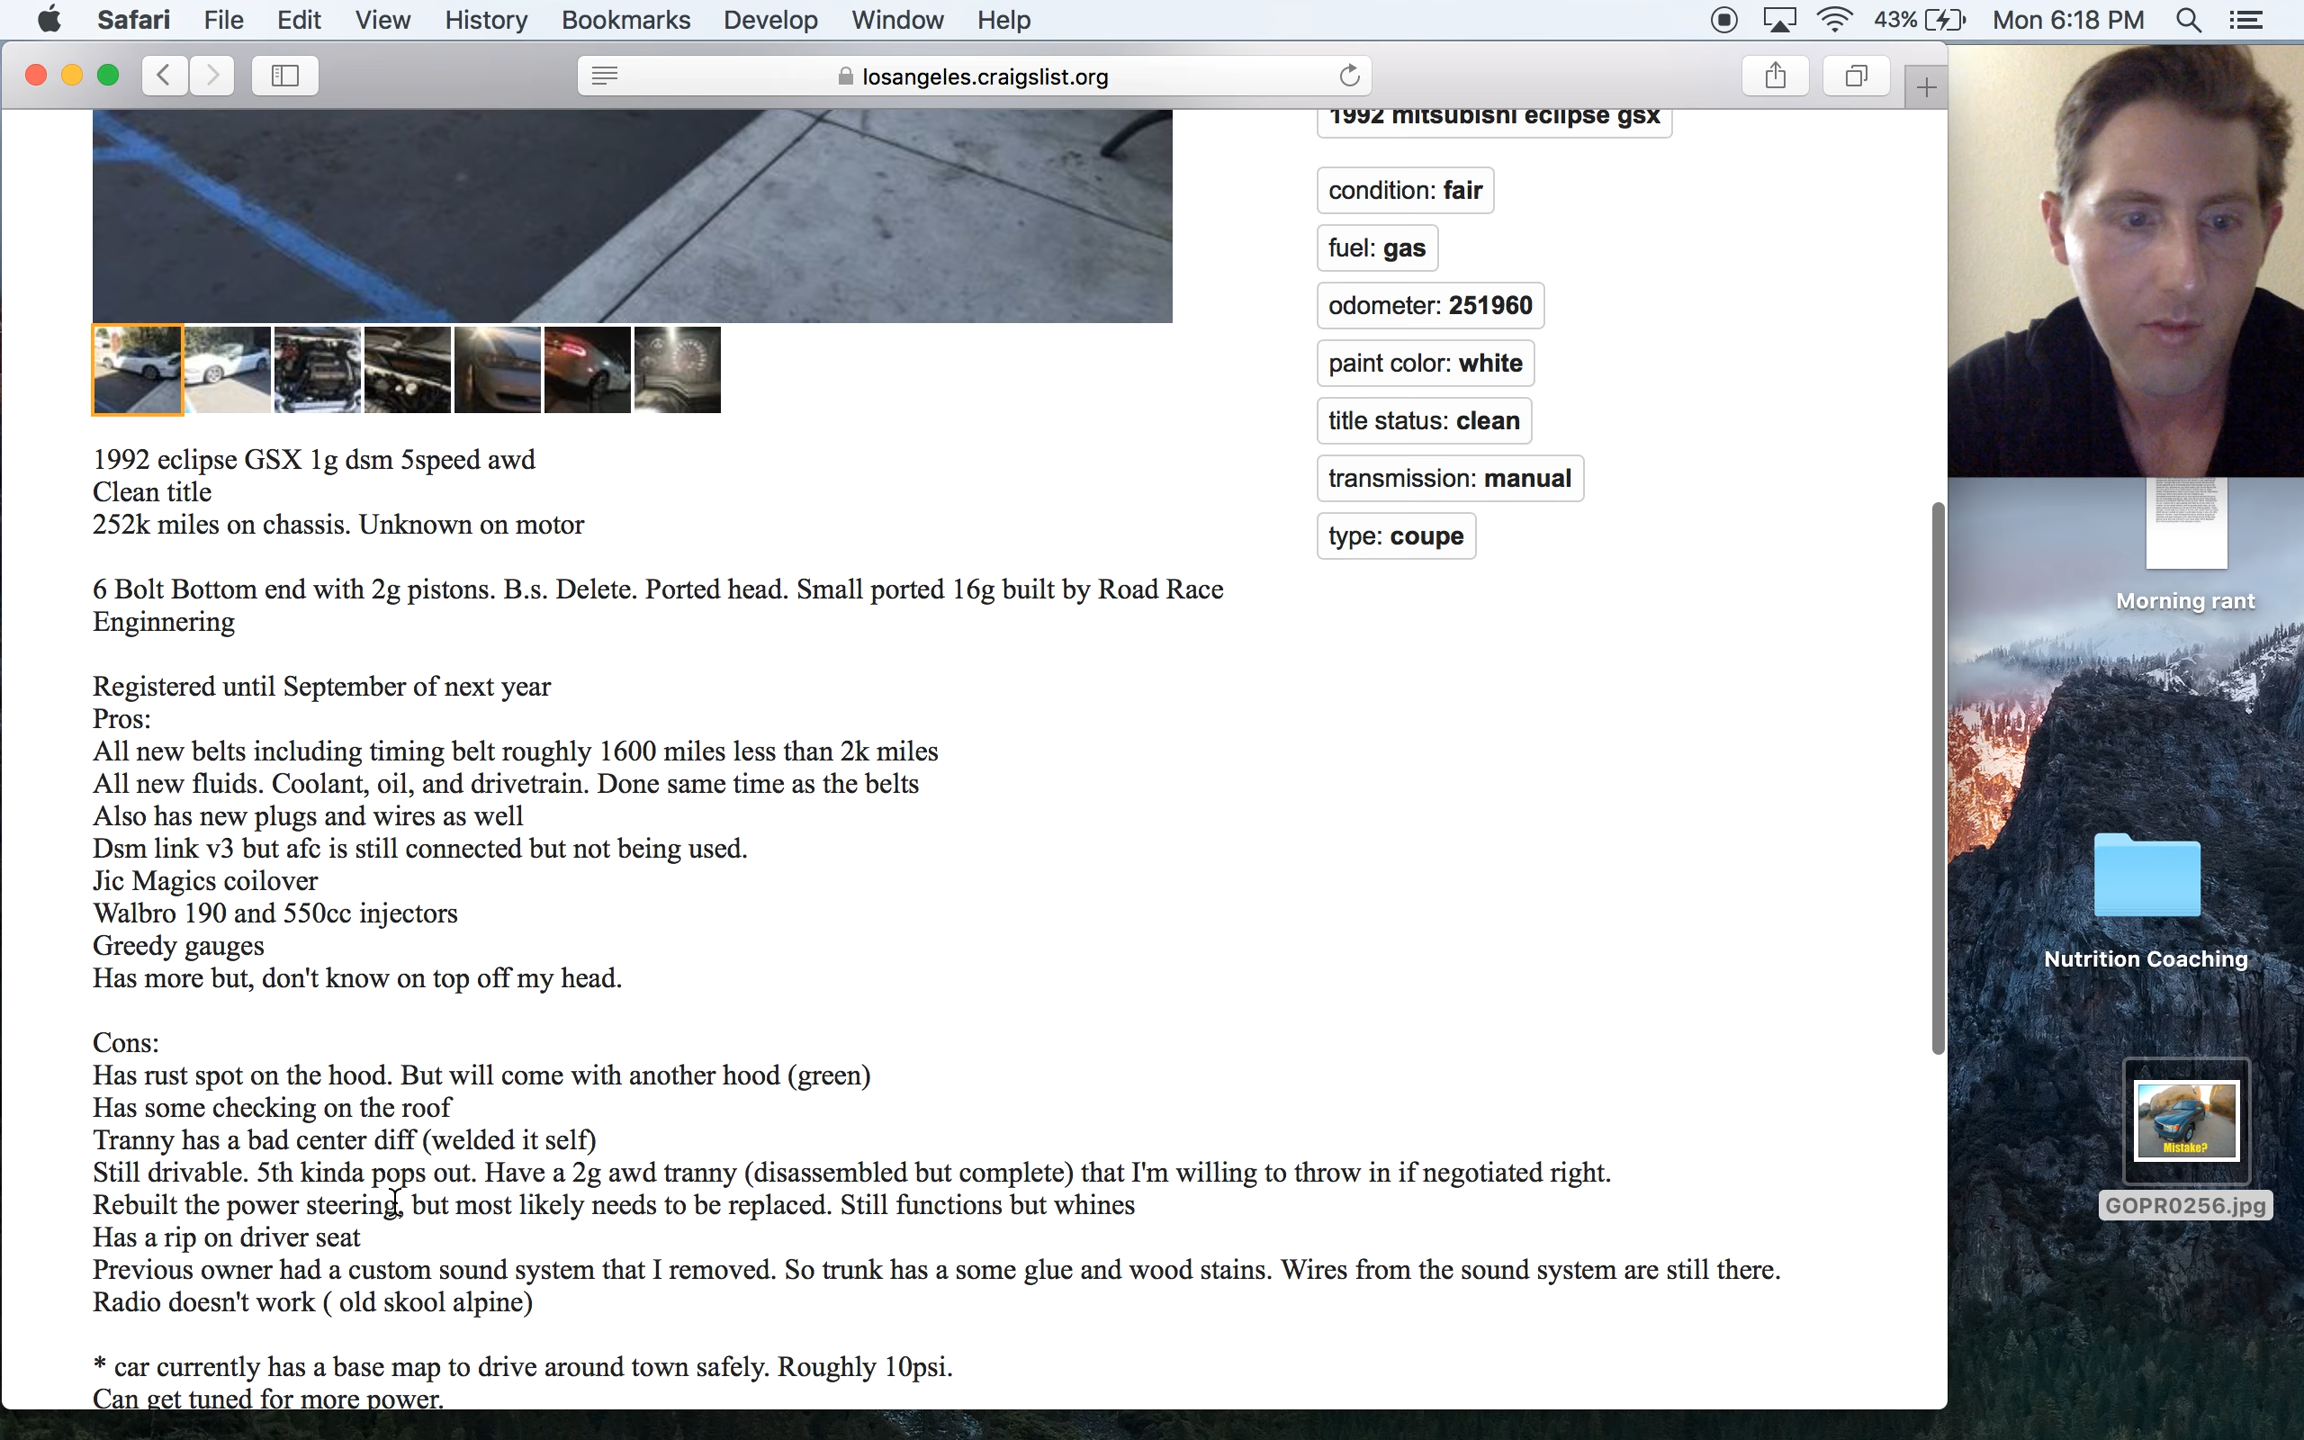 Safari File Edit View History Bookmarks Develop Window Help 43% Mon 6:18 PM
losangeles.craigslist.org
1992 mitsubishi eclipse gsx
condition: fair
fuel: gas
odometer: 251960
paint color: white
title status: clean
transmission: manual
type: coupe
1992 eclipse GSX 1g dsm 5speed awd
Clean title
252k miles on chassis. Unknown on motor
6 Bolt Bottom end with 2g pistons. B.s. Delete. Ported head. Small ported 16g built by Road Race
Enginnering
Registered until September of next year
Pros:
All new belts including timing belt roughly 1600 miles less than 2k miles
All new fluids. Coolant, oil, and drivetrain. Done same time as the belts
Also has new plugs and wires as well
Dsm link v3 but afc is still connected but not being used.
Jic Magics coilover
Walbro 190 and 550cc injectors
Greedy gauges
Has more but, don't know on top off my head.
Cons:
Has rust spot on the hood. But will come with another hood (green)
Has some checking on the roof
Tranny has a bad center diff (welded it self)
Still drivable. 5th kinda pops out. Have a 2g awd tranny (disassembled but complete) that I'm willing to throw in if negotiated right.
Rebuilt the power steering, but most likely needs to be replaced. Still functions but whines
Has a rip on driver seat
Previous owner had a custom sound system that I removed. So trunk has a some glue and wood stains. Wires from the sound system are still there.
Radio doesn't work ( old skool alpine)
* car currently has a base map to drive around town safely. Roughly 10psi.
Can get tuned for more power.
Morning rant
Nutrition Coaching
Mistake?
GOPR0256.jpg